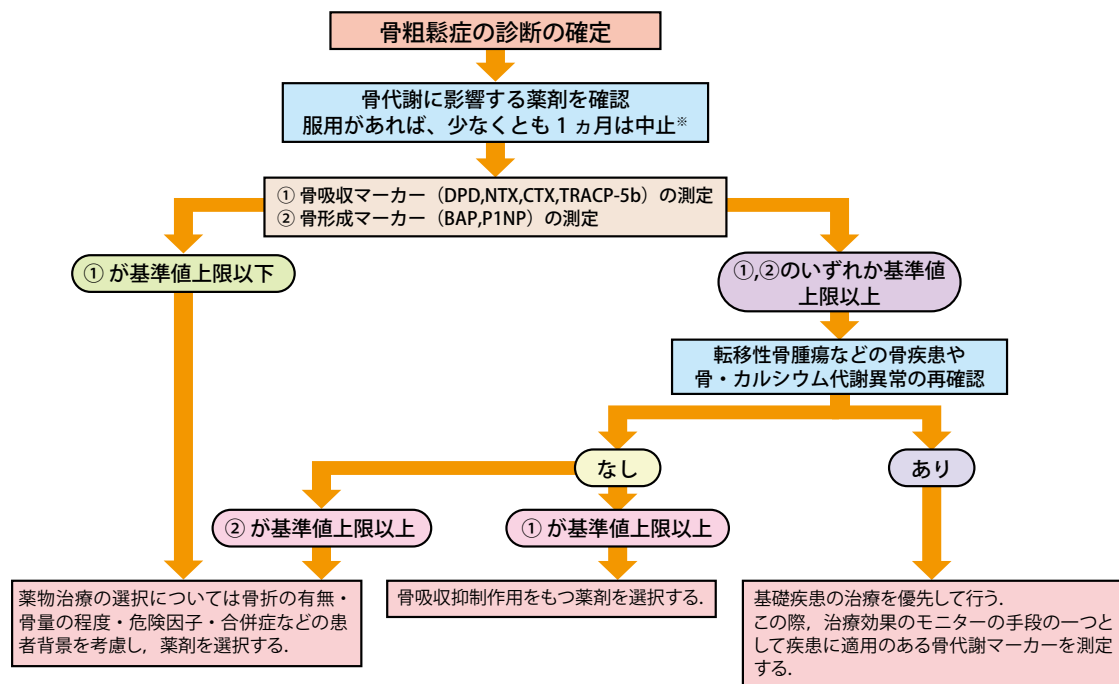 骨粗鬆症の診断の確定
骨代謝に影響する薬剤を確認
服用があれば、少なくとも 1 ヵ月は中止※
① 骨吸収マーカー（DPD,NTX,CTX,TRACP-5b）の測定
② 骨形成マーカー（BAP,P1NP）の測定
① が基準値上限以下
①,②のいずれか基準値
上限以上
転移性骨腫瘍などの骨疾患や
骨・カルシウム代謝異常の再確認
なし
あり
② が基準値上限以上
① が基準値上限以上
薬物治療の選択については骨折の有無・
骨量の程度・危険因子・合併症などの患
者背景を考慮し，薬剤を選択する.
骨吸収抑制作用をもつ薬剤を選択する.
基礎疾患の治療を優先して行う.
この際，治療効果のモニターの手段の一つと
して疾患に適用のある骨代謝マーカーを測定
する.